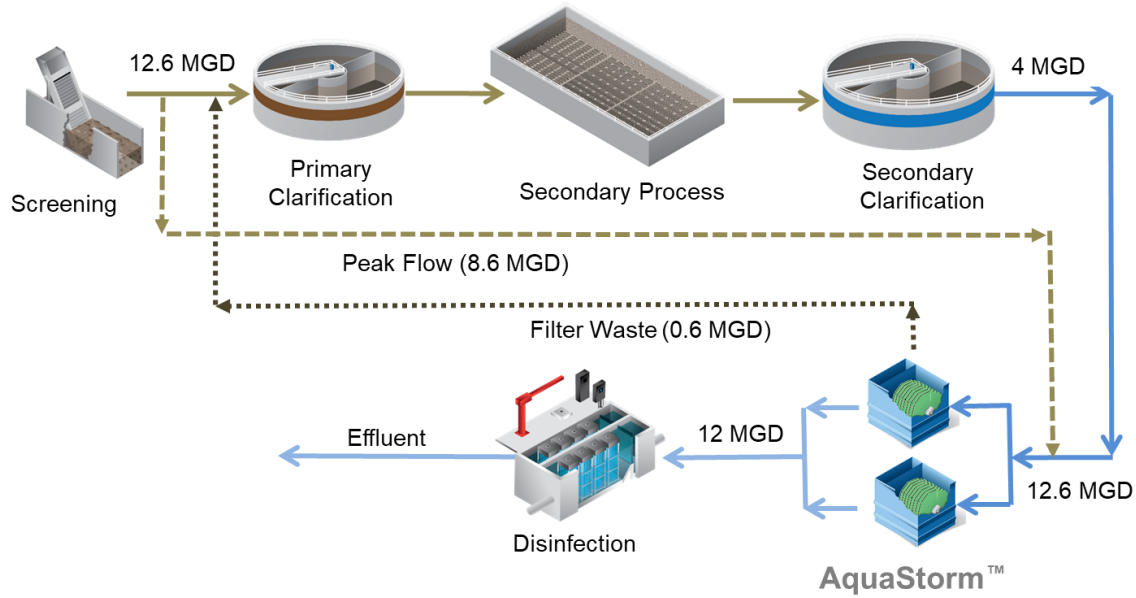 12.6 MGD
4 MGD
Screening
Primary
Clarification
Secondary Process
Secondary
Clarification
Peak Flow (8.6 MGD)
Filter Waste (0.6 MGD)
Effluent
12 MGD
12.6 MGD
Disinfection
AquaStorm™